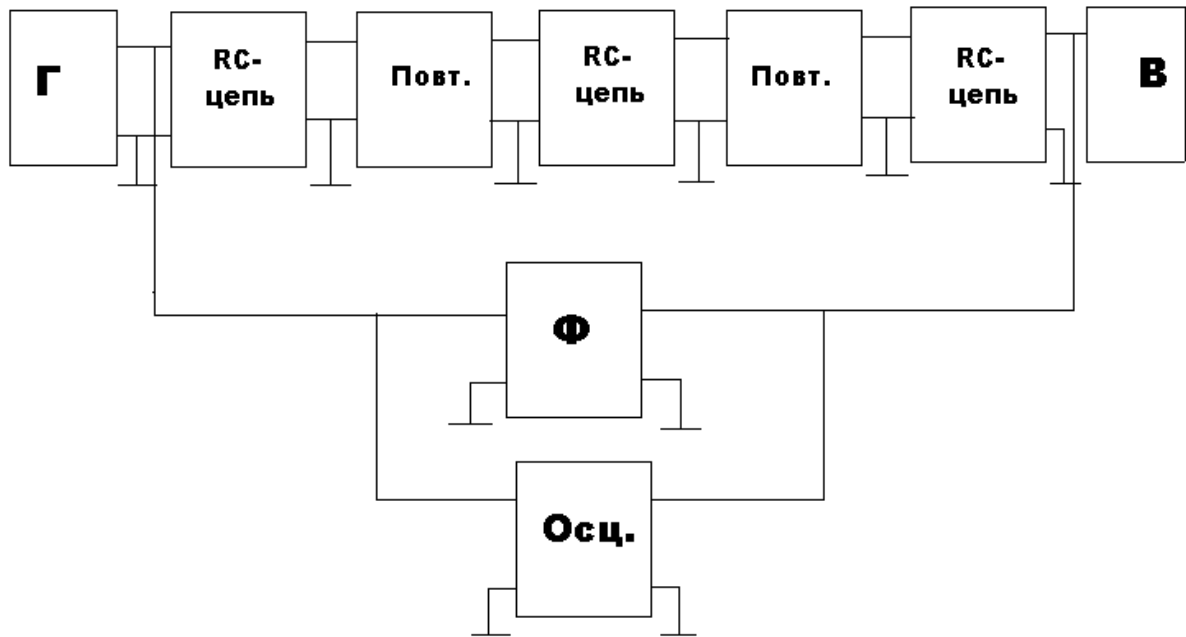 Г
RC-
цепь
Повт.
RC-
цепь
Повт.
RC-
цепь
В
Ф
Осц.